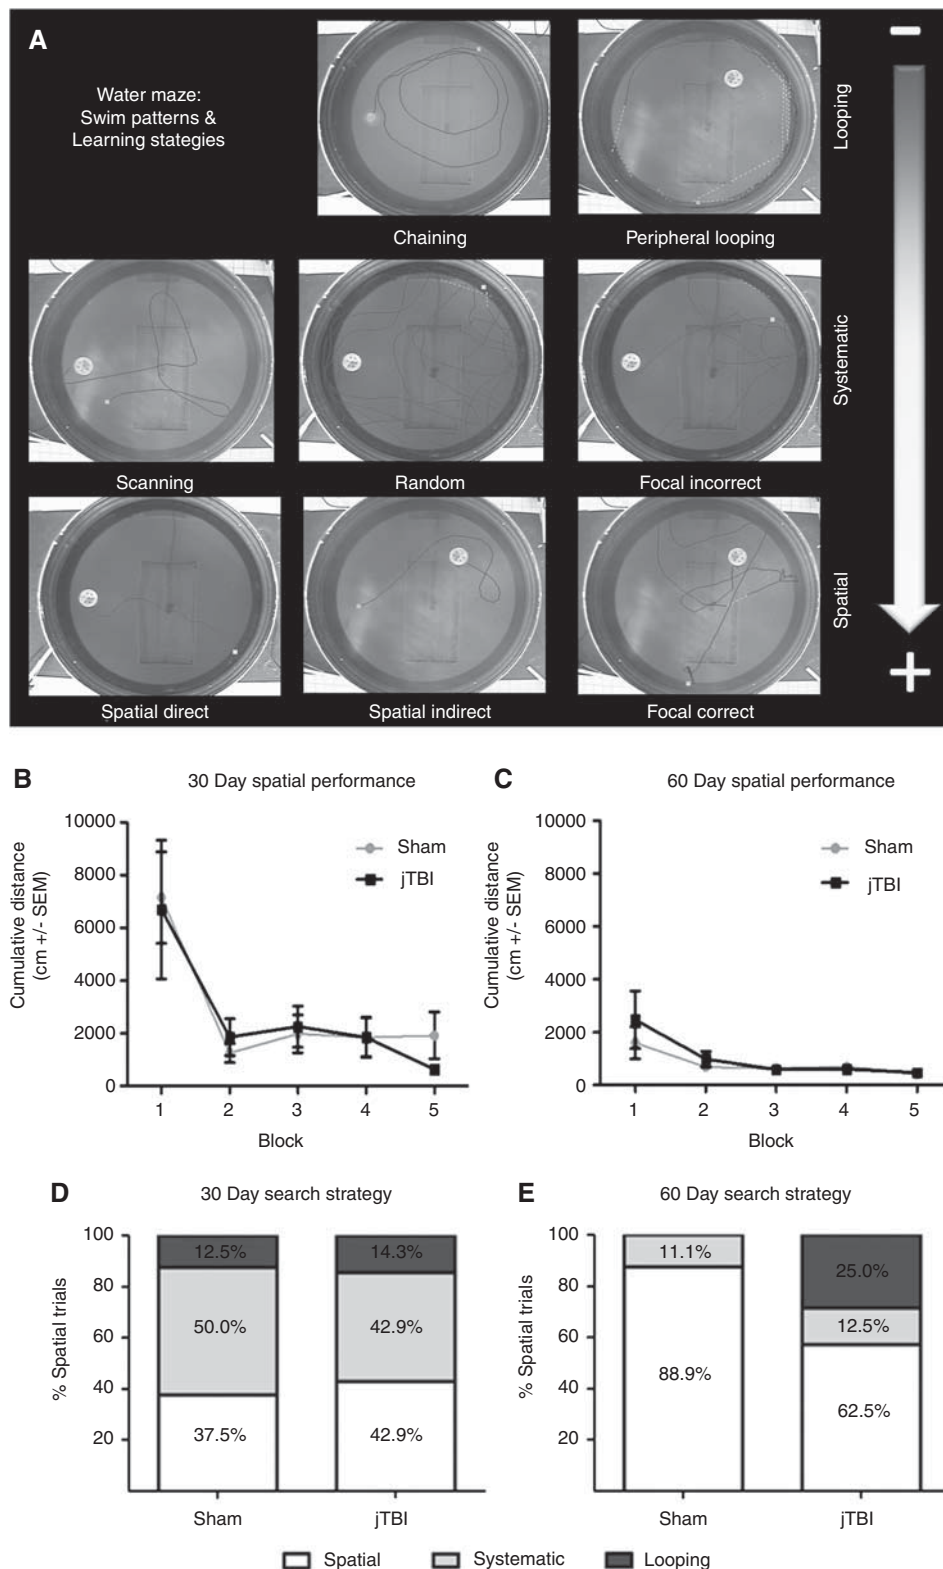 A
Water maze:
Swim patterns &
Learning stategies
Chaining
Peripheral looping
Looping
−
Scanning
Random
Focal incorrect
Systematic
Spatial direct
Spatial indirect
Focal correct
Spatial
+
B
30 Day spatial performance
Cumulative distance
(cm +/- SEM)
10000
8000
6000
4000
2000
0
Sham
jTBI
1 2 3 4 5
Block
C
60 Day spatial performance
Cumulative distance
(cm +/- SEM)
10000
8000
6000
4000
2000
0
Sham
jTBI
1 2 3 4 5
Block
D
30 Day search strategy
% Spatial trials
100
80
60
40
20
12.5%
50.0%
37.5%
14.3%
42.9%
42.9%
Sham jTBI
E
60 Day search strategy
% Spatial trials
100
80
60
40
20
11.1%
88.9%
25.0%
12.5%
62.5%
Sham jTBI
Spatial Systematic Looping